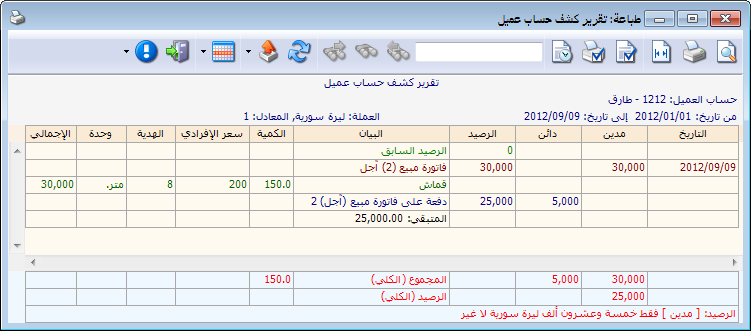 طباعة: تقرير كشف حساب عميل
تقرير كشف حساب عميل
حساب العميل: 1212 - طارق
من تاريخ: 2012/01/01 إلى تاريخ: 2012/09/09 العملة: ليرة سورية, المعادل: 1
التاريخ مدين دائن الرصيد البيان الكمية سعر الإفرادي الهدية وحدة الإجمالي
0 الرصيد السابق
2012/09/09 30,000 30,000 فاتورة مبيع (2) أجل
قماش 150.0 200 8 متر. 30,000
5,000 25,000 دفعة على فاتورة مبيع (أجل) 2
المتبقي: 25,000.00
30,000 5,000 المجموع (الكلي) 150.0
25,000 الرصيد (الكلي)
الرصيد: [ مدين ] فقط خمسة وعشرون ألف ليرة سورية لا غير